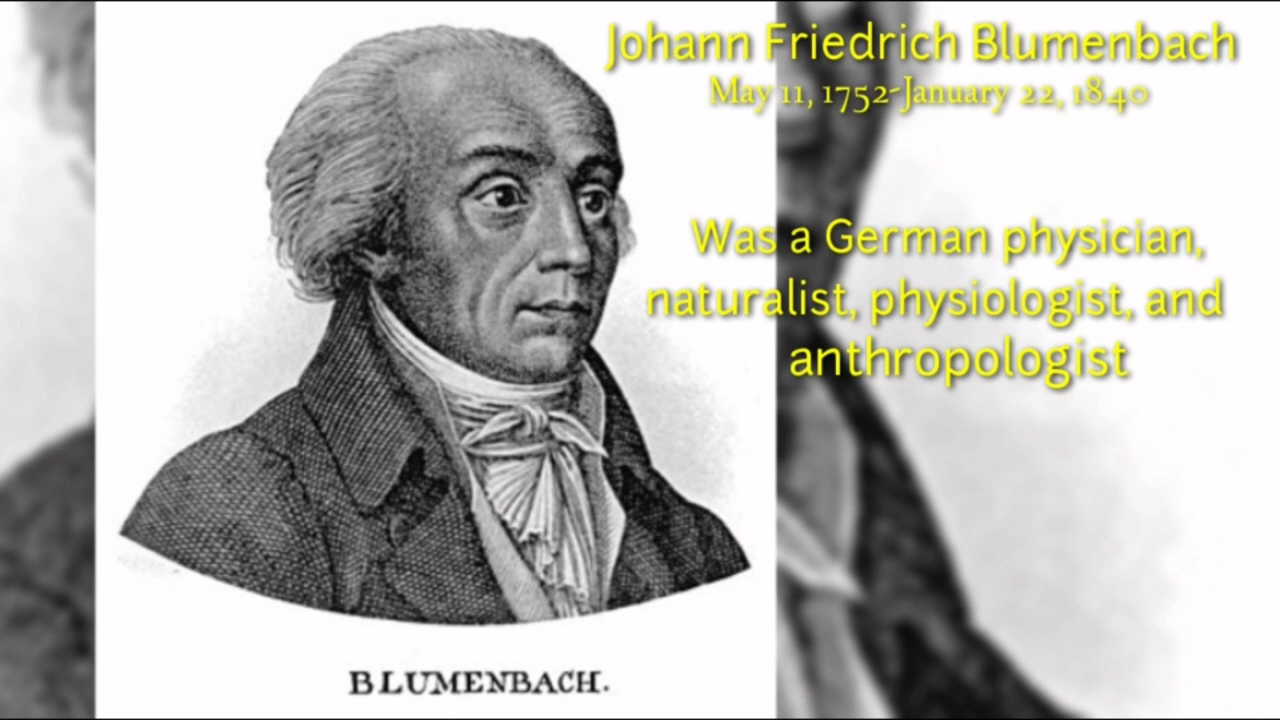 Johann Friedrich Blumenbach
May 11, 1752-January 22, 1840
Was a German physician,
naturalist, physiologist, and
anthropologist
BLUMENBACH.